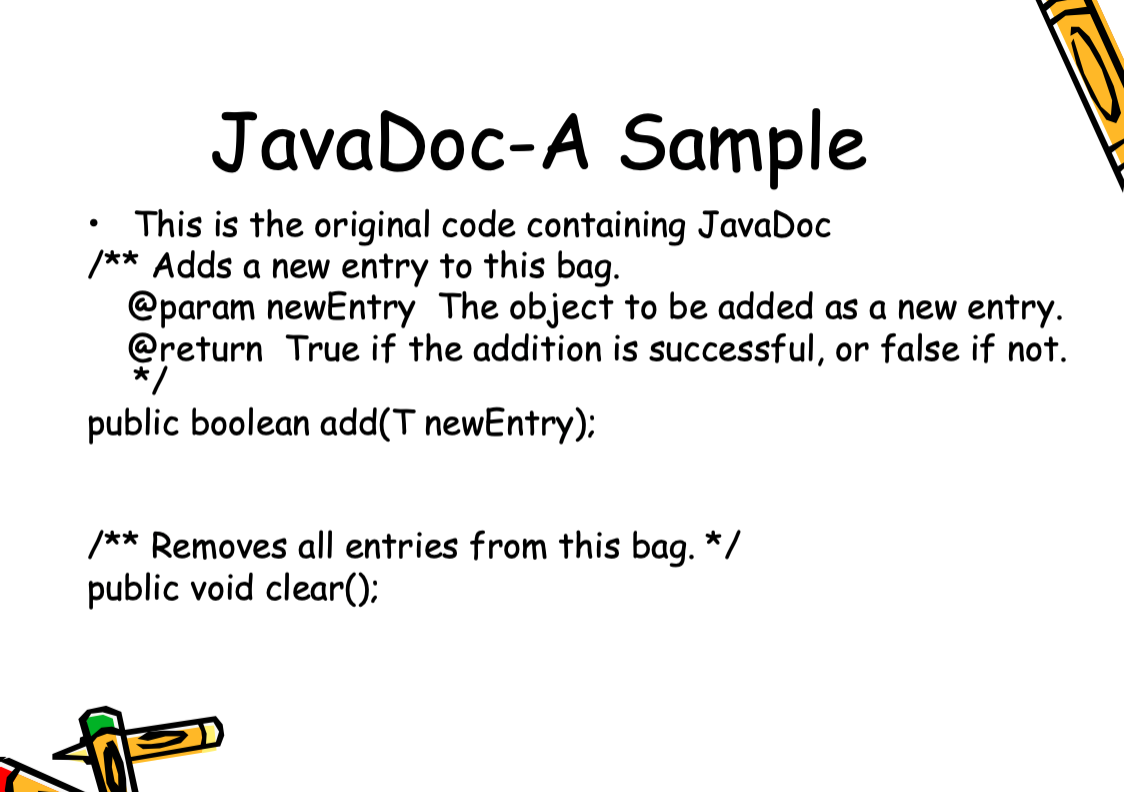 JavaDoc-A Sample
• This is the original code containing JavaDoc
/** Adds a new entry to this bag.
@param newEntry  The object to be added as a new entry.
@return  True if the addition is successful, or false if not.
*/
public boolean add(T newEntry);
/** Removes all entries from this bag. */
public void clear();